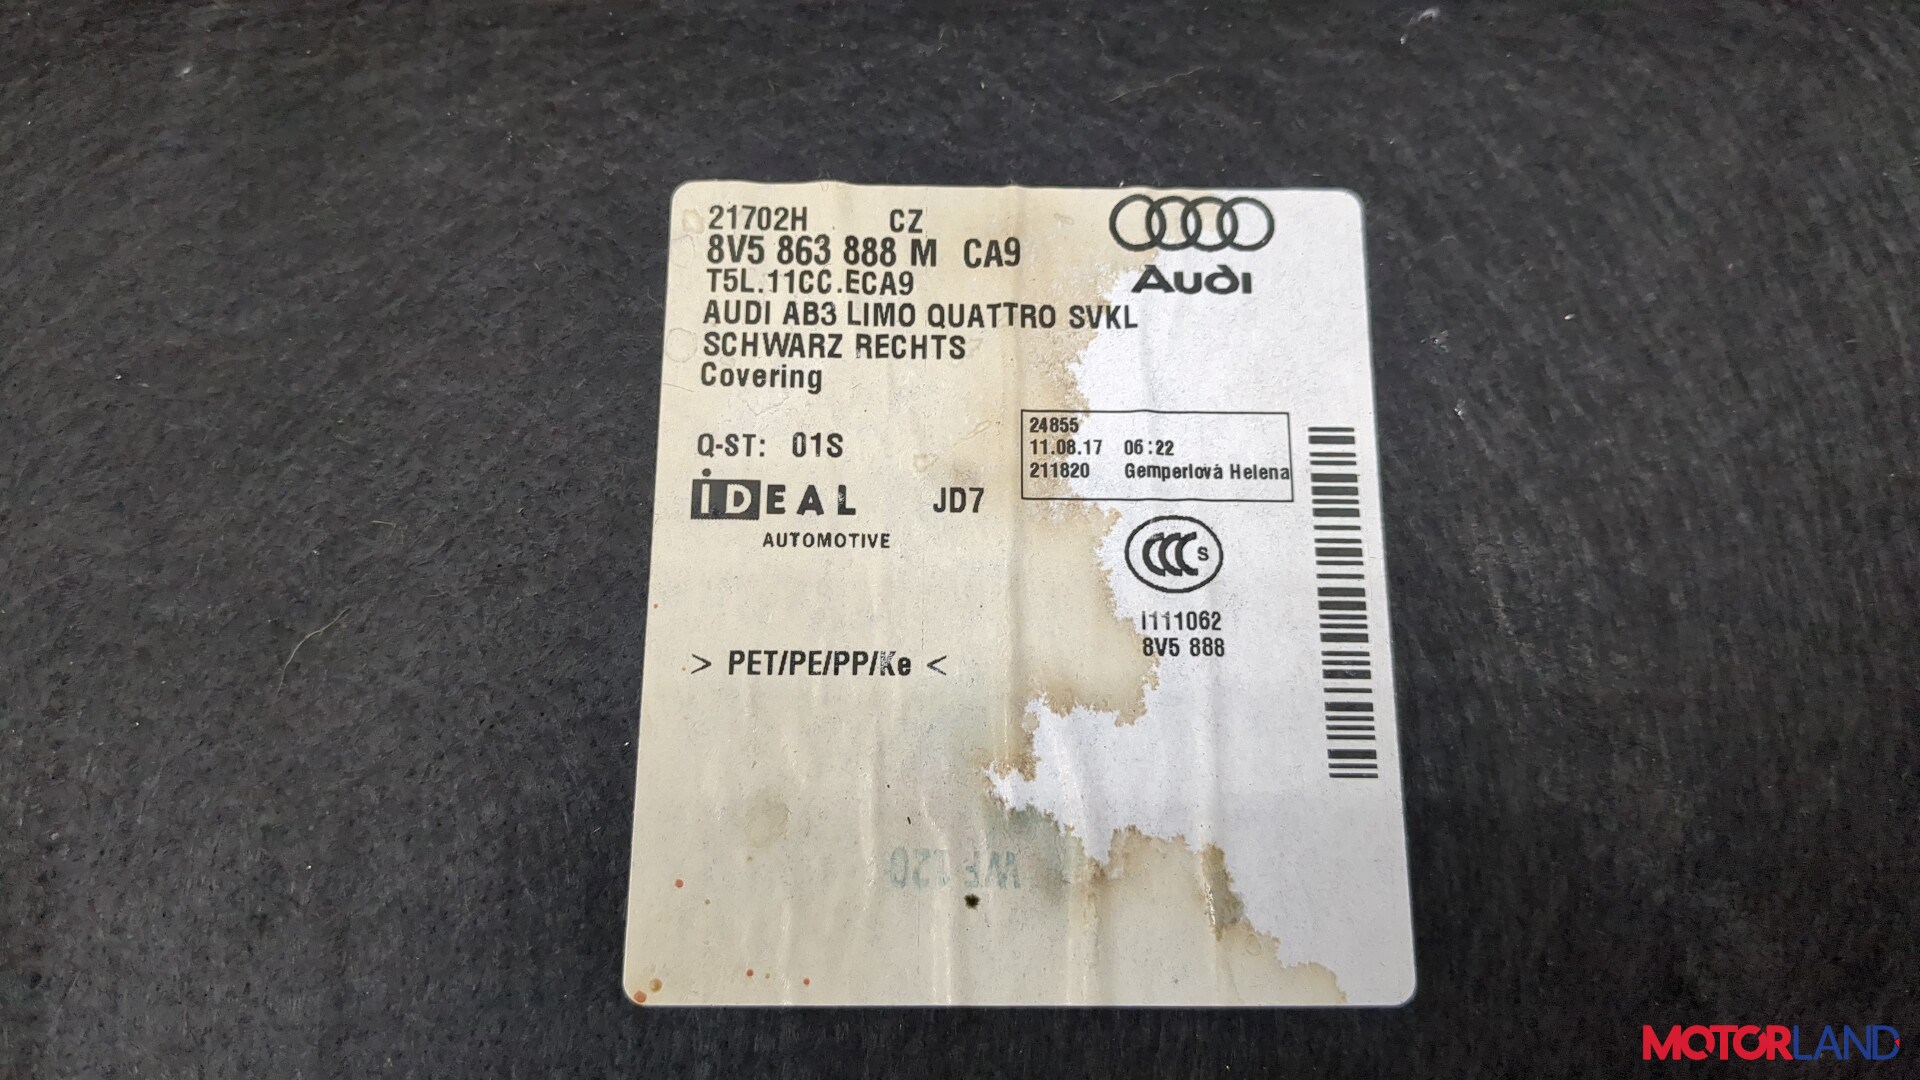 21702H CZ
8V5 863 888 M CA9
T5L.11CC.ECA9
AUDI AB3 LIMO QUATTRO SVKL
SCHWARZ RECHTS
Covering
Audi
Q-ST: 01S
24855
11.08.17 06:22
211820 Gemperlová Helena
iDEAL JD7
AUTOMOTIVE
CCC S
I111062
8V5 888
> PET/PE/PP/Ke <
MOTORLAND